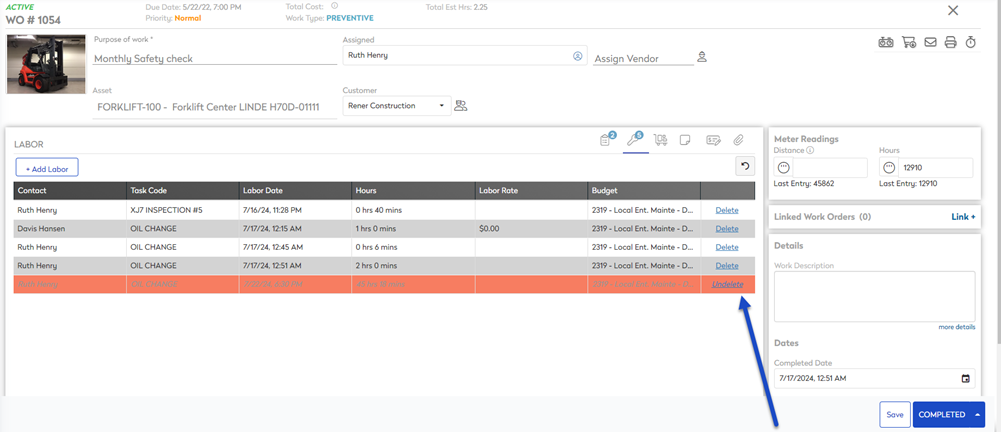 ACTIVE
WO # 1054
Due Date: 5/22/22, 7:00 PM
Priority: Normal
Total Cost:
Work Type: PREVENTIVE
Total Est Hrs: 2.25
Purpose of work *
Monthly Safety check
Assigned
Ruth Henry
Assign Vendor
Asset
FORKLIFT-100 - Forklift Center LINDE H70D-01111
Customer
Rener Construction
LABOR
2
5
+ Add Labor
Contact Task Code Labor Date Hours Labor Rate Budget
Ruth Henry XJ7 INSPECTION #5 7/16/24, 11:28 PM 0 hrs 40 mins 2319 - Local Ent. Mainte - D... Delete
Davis Hansen OIL CHANGE 7/17/24, 12:15 AM 1 hrs 0 mins $0.00 2319 - Local Ent. Mainte - D... Delete
Ruth Henry OIL CHANGE 7/17/24, 12:45 AM 0 hrs 6 mins 2319 - Local Ent. Mainte - D... Delete
Ruth Henry OIL CHANGE 7/17/24, 12:51 AM 2 hrs 0 mins 2319 - Local Ent. Mainte - D... Delete
OIL CHANGE 2319 - Local Ent. Mainte - D... Undelete
Meter Readings
Distance
Hours
12910
Last Entry: 45862
Last Entry: 12910
Linked Work Orders (0)
Link +
Details
Work Description
more details
Dates
Completed Date
7/17/2024, 12:51 AM
Save
COMPLETED